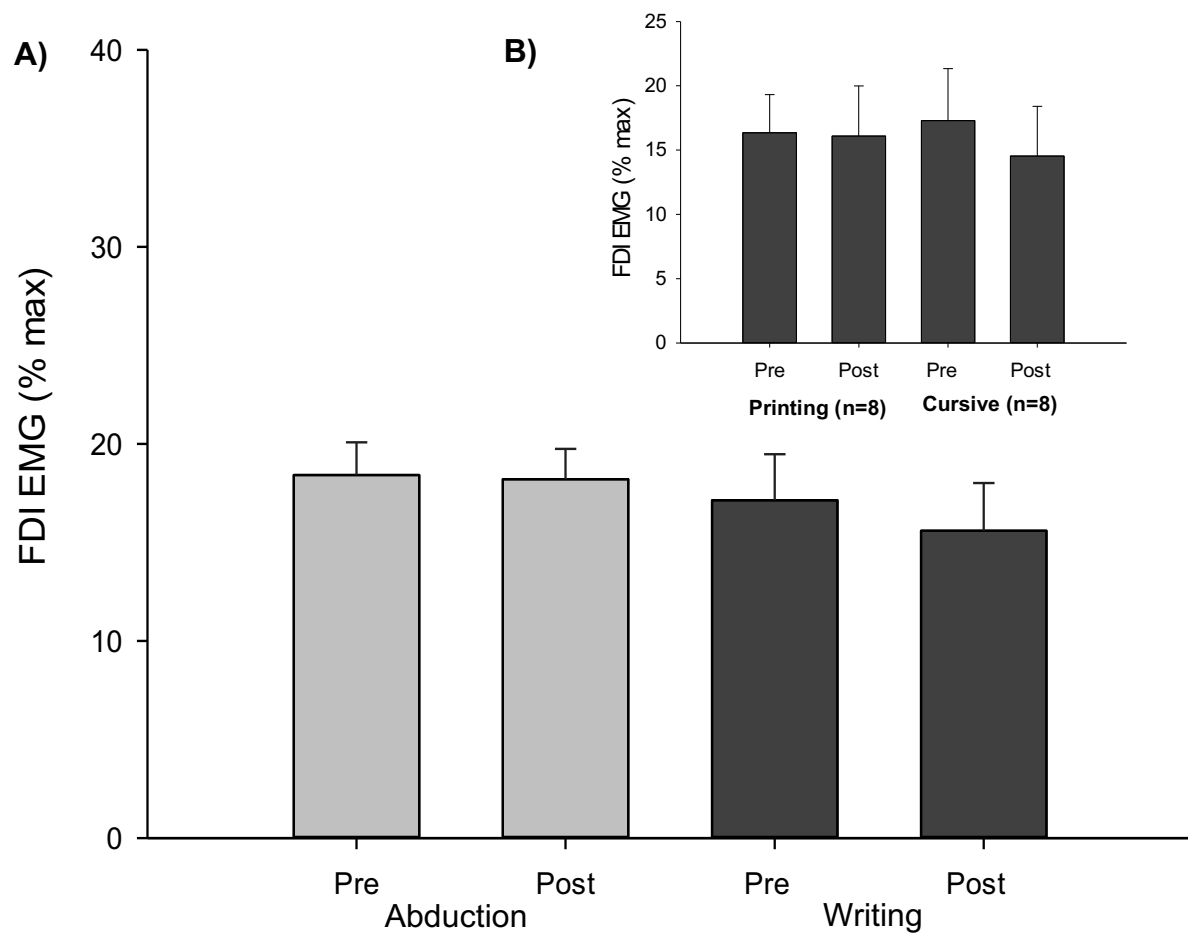 A)
FDI EMG (% max)
40
30
20
10
0
Pre Post Pre Post
Abduction Writing
B)
FDI EMG (% max)
25
20
15
10
5
0
Pre Post Pre Post
Printing (n=8) Cursive (n=8)